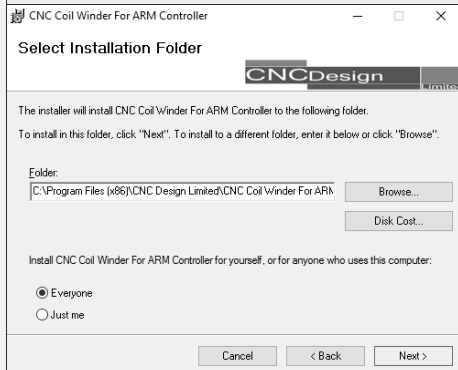 CNC Coil Winder For ARM Controller
Select Installation Folder
CNCDesign
Limite
The installer will install CNC Coil Winder For ARM Controller to the following folder.
To install in this folder, click "Next". To install to a different folder, enter it below or click "Browse".
Folder:
C:\Program Files (x86)\CNC Design Limited\CNC Coil Winder For ARM
Browse...
Disk Cost...
Install CNC Coil Winder For ARM Controller for yourself, or for anyone who uses this computer:
Everyone
Just me
Cancel < Back Next >